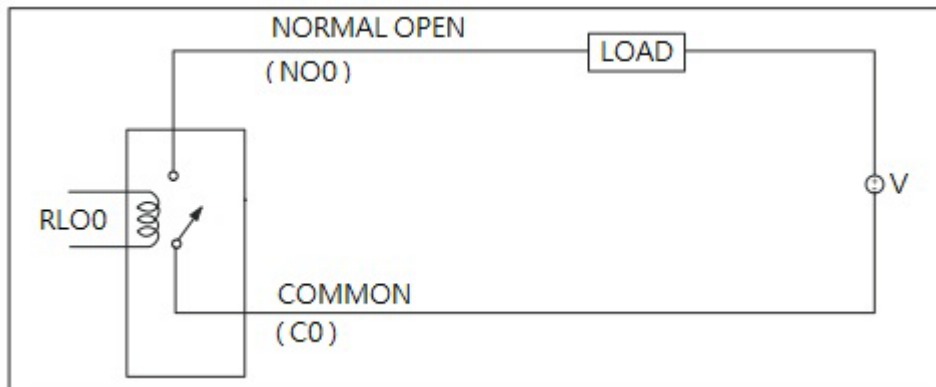 NORMAL OPEN
( NO0 )
LOAD
V
RLO0
COMMON
( C0 )